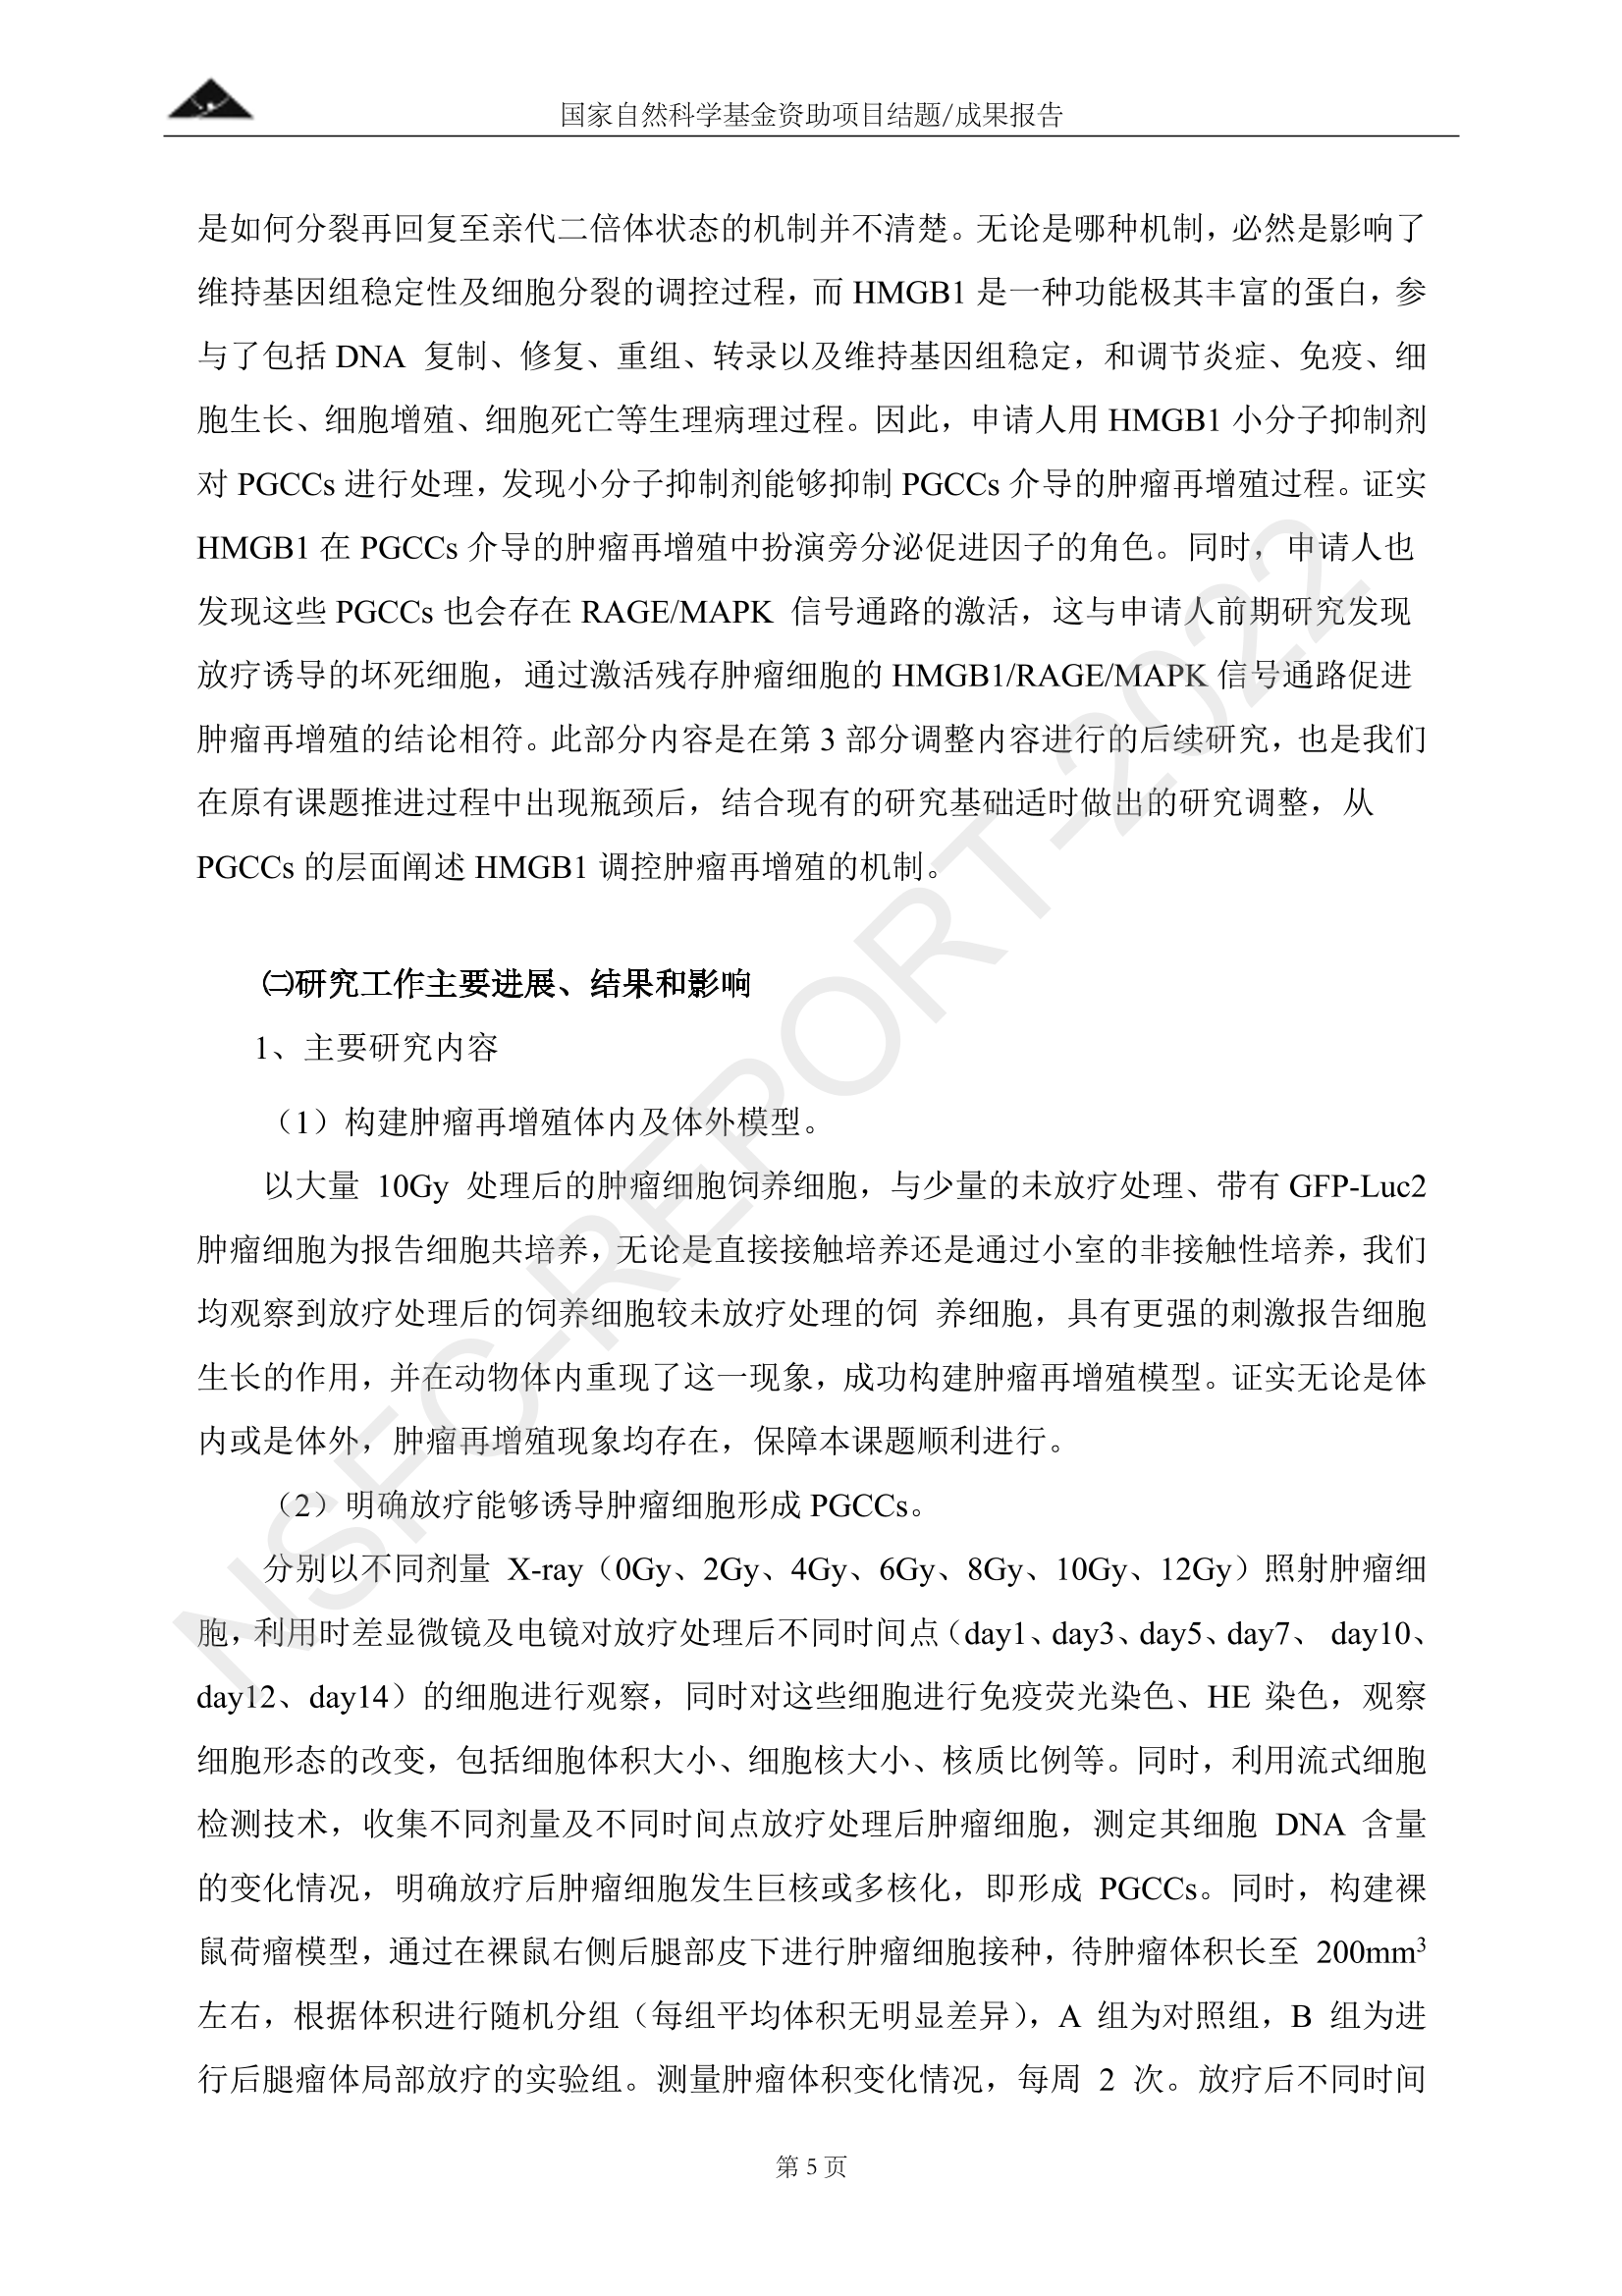 国家自然科学基金资助项目结题/成果报告
是如何分裂再回复至亲代二倍体状态的机制并不清楚。无论是哪种机制，必然是影响了
维持基因组稳定性及细胞分裂的调控过程，而 HMGB1 是一种功能极其丰富的蛋白，参
与了包括 DNA 复制、修复、重组、转录以及维持基因组稳定，和调节炎症、免疫、细
胞生长、细胞增殖、细胞死亡等生理病理过程。因此，申请人用 HMGB1 小分子抑制剂
对 PGCCs 进行处理，发现小分子抑制剂能够抑制 PGCCs 介导的肿瘤再增殖过程。证实
HMGB1 在 PGCCs 介导的肿瘤再增殖中扮演旁分泌促进因子的角色。同时，申请人也
发现这些 PGCCs 也会存在 RAGE/MAPK 信号通路的激活，这与申请人前期研究发现
放疗诱导的坏死细胞，通过激活残存肿瘤细胞的 HMGB1/RAGE/MAPK 信号通路促进
肿瘤再增殖的结论相符。此部分内容是在第 3 部分调整内容进行的后续研究，也是我们
在原有课题推进过程中出现瓶颈后，结合现有的研究基础适时做出的研究调整，从
PGCCs 的层面阐述 HMGB1 调控肿瘤再增殖的机制。
㈡研究工作主要进展、结果和影响
1、主要研究内容
（1）构建肿瘤再增殖体内及体外模型。
以大量 10Gy 处理后的肿瘤细胞饲养细胞，与少量的未放疗处理、带有 GFP-Luc2
肿瘤细胞为报告细胞共培养，无论是直接接触培养还是通过小室的非接触性培养，我们
均观察到放疗处理后的饲养细胞较未放疗处理的饲 养细胞，具有更强的刺激报告细胞
生长的作用，并在动物体内重现了这一现象，成功构建肿瘤再增殖模型。证实无论是体
内或是体外，肿瘤再增殖现象均存在，保障本课题顺利进行。
（2）明确放疗能够诱导肿瘤细胞形成 PGCCs。
分别以不同剂量 X-ray（0Gy、2Gy、4Gy、6Gy、8Gy、10Gy、12Gy）照射肿瘤细
胞，利用时差显微镜及电镜对放疗处理后不同时间点（day1、day3、day5、day7、 day10、
day12、day14）的细胞进行观察，同时对这些细胞进行免疫荧光染色、HE 染色，观察
细胞形态的改变，包括细胞体积大小、细胞核大小、核质比例等。同时，利用流式细胞
检测技术，收集不同剂量及不同时间点放疗处理后肿瘤细胞，测定其细胞 DNA 含量
的变化情况，明确放疗后肿瘤细胞发生巨核或多核化，即形成 PGCCs。同时，构建裸
鼠荷瘤模型，通过在裸鼠右侧后腿部皮下进行肿瘤细胞接种，待肿瘤体积长至 200mm³
左右，根据体积进行随机分组（每组平均体积无明显差异），A 组为对照组，B 组为进
行后腿瘤体局部放疗的实验组。测量肿瘤体积变化情况，每周 2 次。放疗后不同时间
第 5 页
NSFC-REPORT-2022